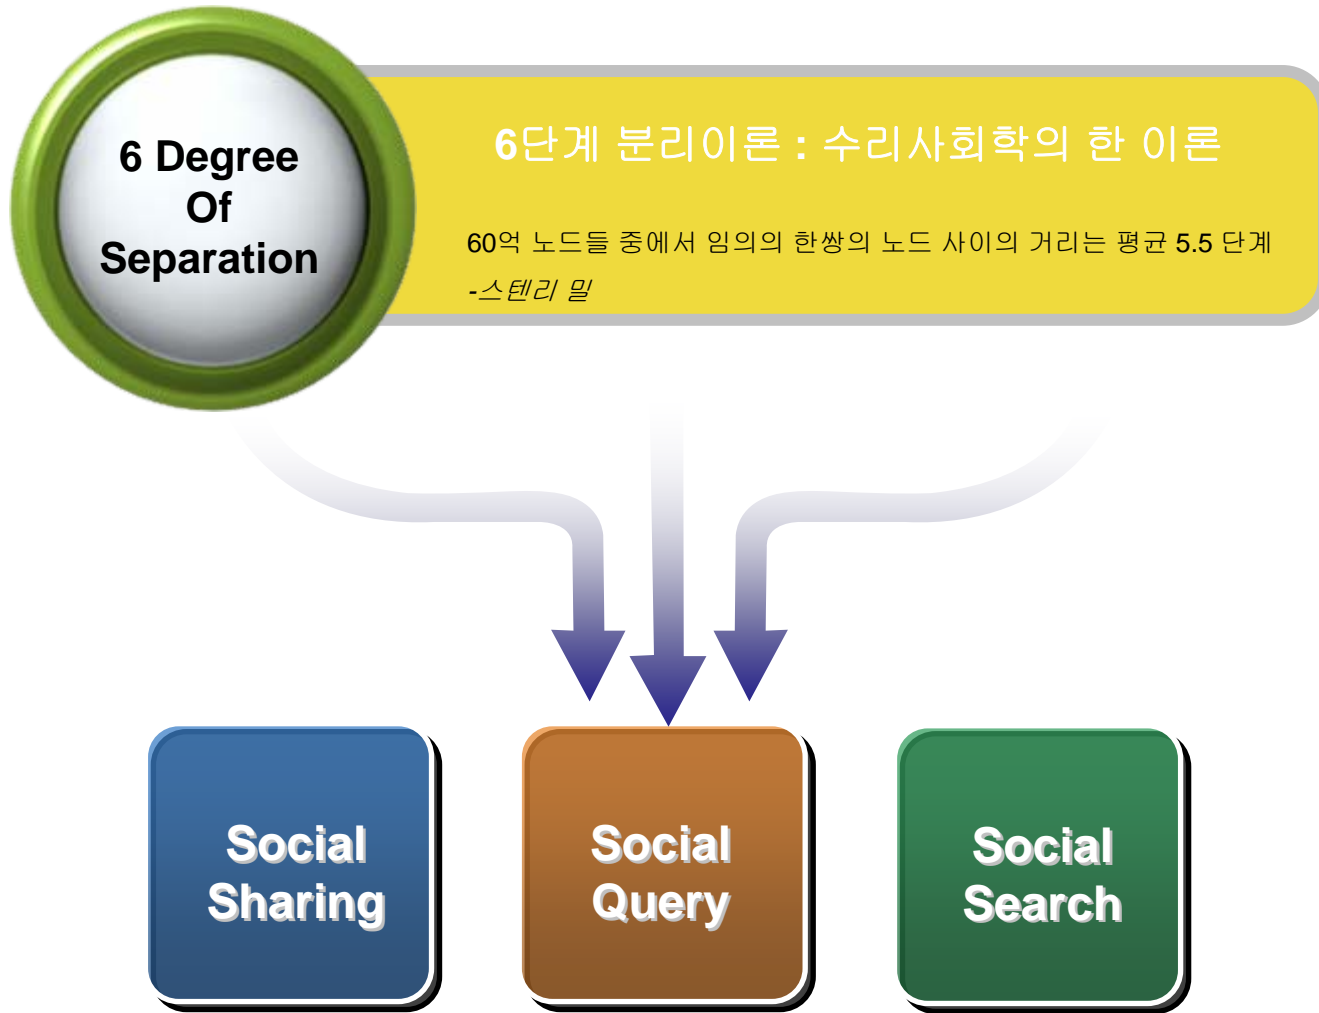 6 Degree
Of
Separation
6단계 분리이론 : 수리사회학의 한 이론
60억 노드들 중에서 임의의 한쌍의 노드 사이의 거리는 평균 5.5 단계
-스텐리 밀
Social
Sharing
Social
Query
Social
Search